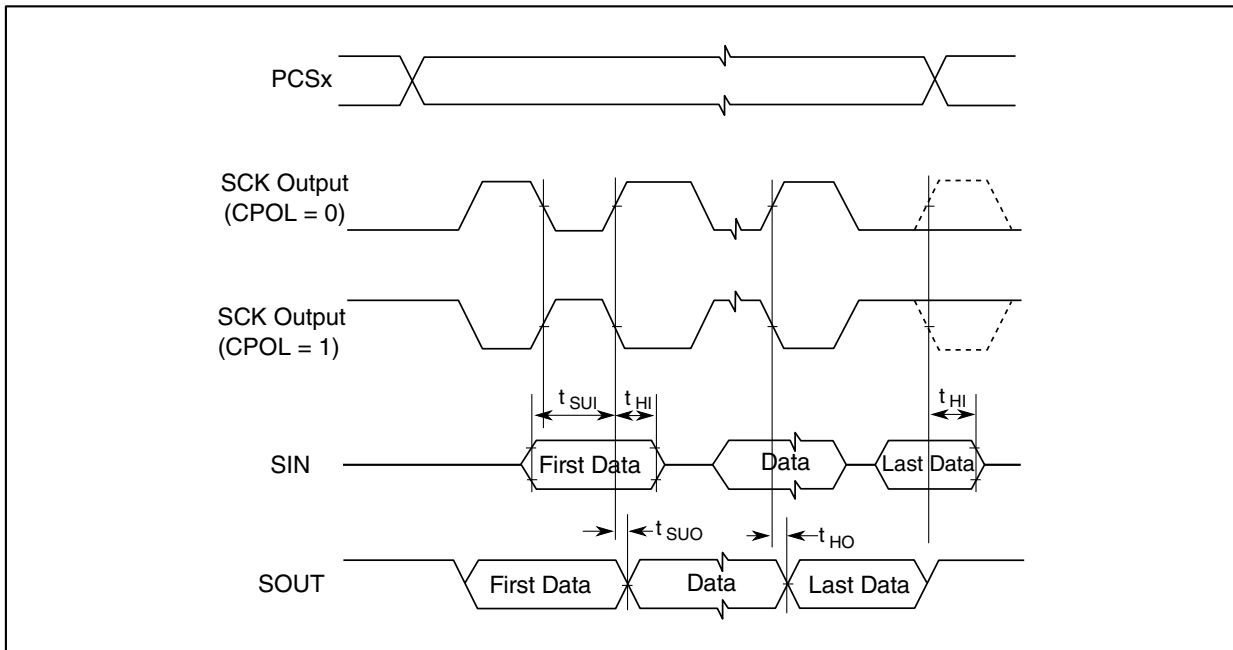 PCSx
SCK Output
(CPOL = 0)
SCK Output
(CPOL = 1)
t SUI
t HI
t HI
SIN
First Data
Data
Last Data
t SUO
t HO
SOUT
First Data
Data
Last Data